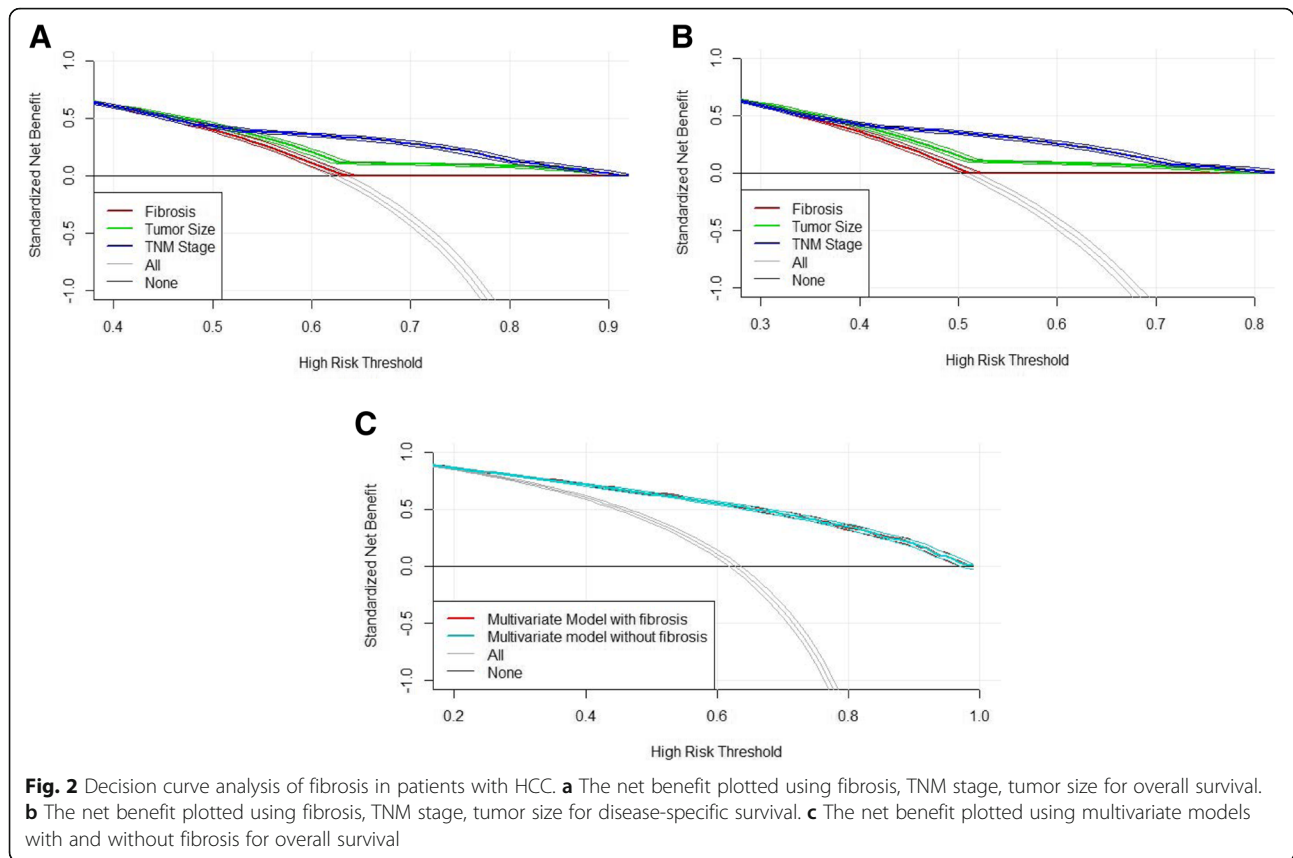 A
Standardized Net Benefit
1.0
0.5
0.0
-0.5
-1.0
Fibrosis
Tumor Size
TNM Stage
All
None
0.4 0.5 0.6 0.7 0.8 0.9
High Risk Threshold
B
Standardized Net Benefit
1.0
0.5
0.0
-0.5
-1.0
Fibrosis
Tumor Size
TNM Stage
All
None
0.3 0.4 0.5 0.6 0.7 0.8
High Risk Threshold
C
Standardized Net Benefit
1.0
0.5
0.0
-0.5
-1.0
Multivariate Model with fibrosis
Multivariate model without fibrosis
All
None
0.2 0.4 0.6 0.8 1.0
High Risk Threshold
Fig. 2 Decision curve analysis of fibrosis in patients with HCC. a The net benefit plotted using fibrosis, TNM stage, tumor size for overall survival.
b The net benefit plotted using fibrosis, TNM stage, tumor size for disease-specific survival. c The net benefit plotted using multivariate models
with and without fibrosis for overall survival